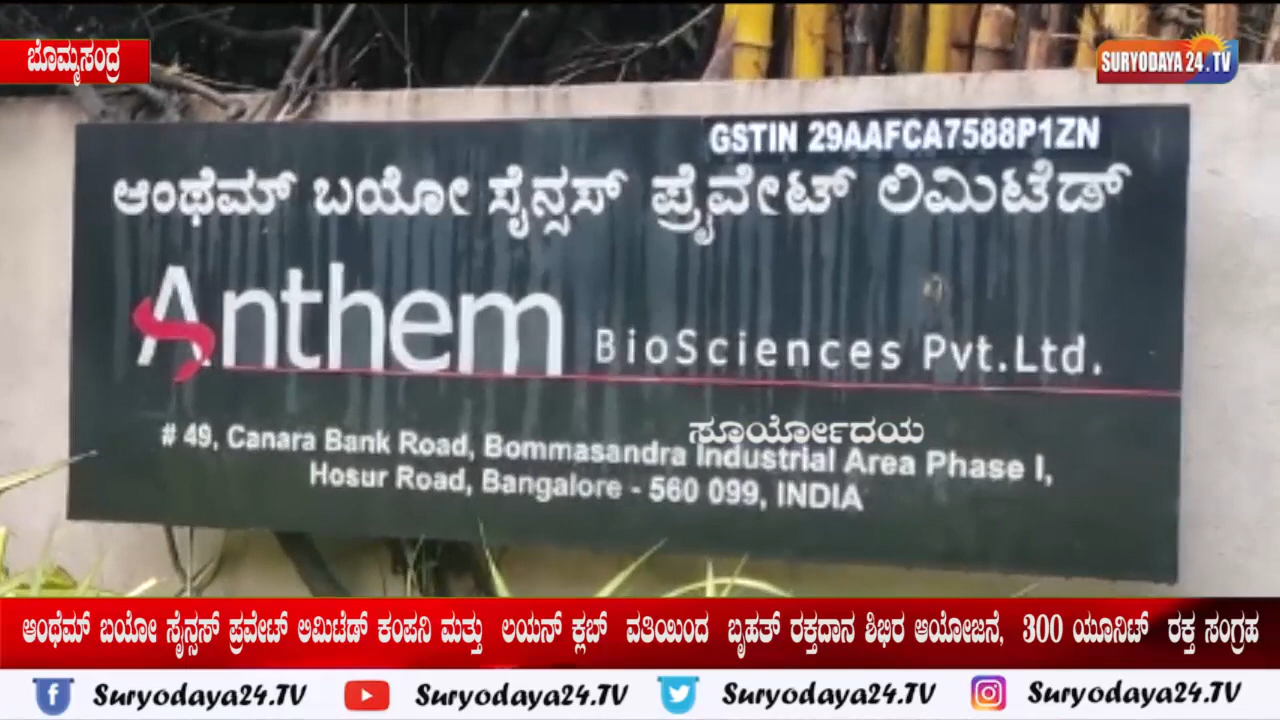 ಬೊಮ್ಮಸಂದ್ರ
SURYODAYA 24.TV
GSTIN 29AAFCA7588P1ZN
ಆಂಥೆಮ್ ಬಯೋ ಸೈನ್ಸಸ್ ಪ್ರೈವೇಟ್ ಲಿಮಿಟೆಡ್
Anthem BioSciences Pvt.Ltd.
ಸೂರ್ಯೋದಯ
# 49, Canara Bank Road, Bommasandra Industrial Area Phase I,
Hosur Road, Bangalore - 560 099, INDIA
ಆಂಥೆಮ್ ಬಯೋ ಸೈನ್ಸಸ್ ಪ್ರವೇಟ್ ಲಿಮಿಟೆಡ್ ಕಂಪನಿ ಮತ್ತು ಲಯನ್ ಕ್ಲಬ್ ವತಿಯಿಂದ ಬೃಹತ್ ರಕ್ತದಾನ ಶಿಭಿರ ಆಯೋಜನೆ, 300 ಯೂನಿಟ್ ರಕ್ತ ಸಂಗ್ರಹ
Suryodaya24.TV Suryodaya24.TV Suryodaya24.TV Suryodaya24.TV